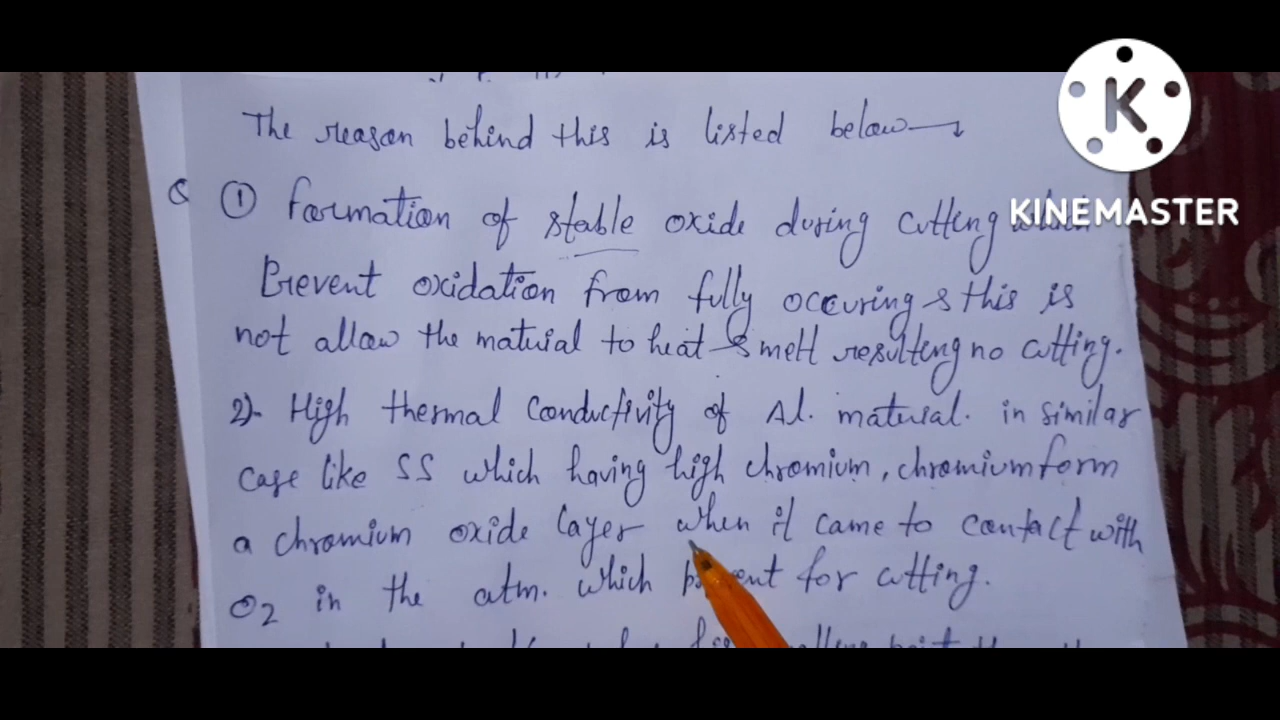 The reason behind this is listed below
① Formation of stable oxide during cutting
Prevent oxidation from fully occuring & this is
not allow the material to heat & melt resulting no cutting.
2)- High thermal conductivity of Al. material. in similar
case like SS which having high chromium, chromium form
a chromium oxide layer when it came to contact with
O2 in the atm. which for cutting.
KINEMASTER